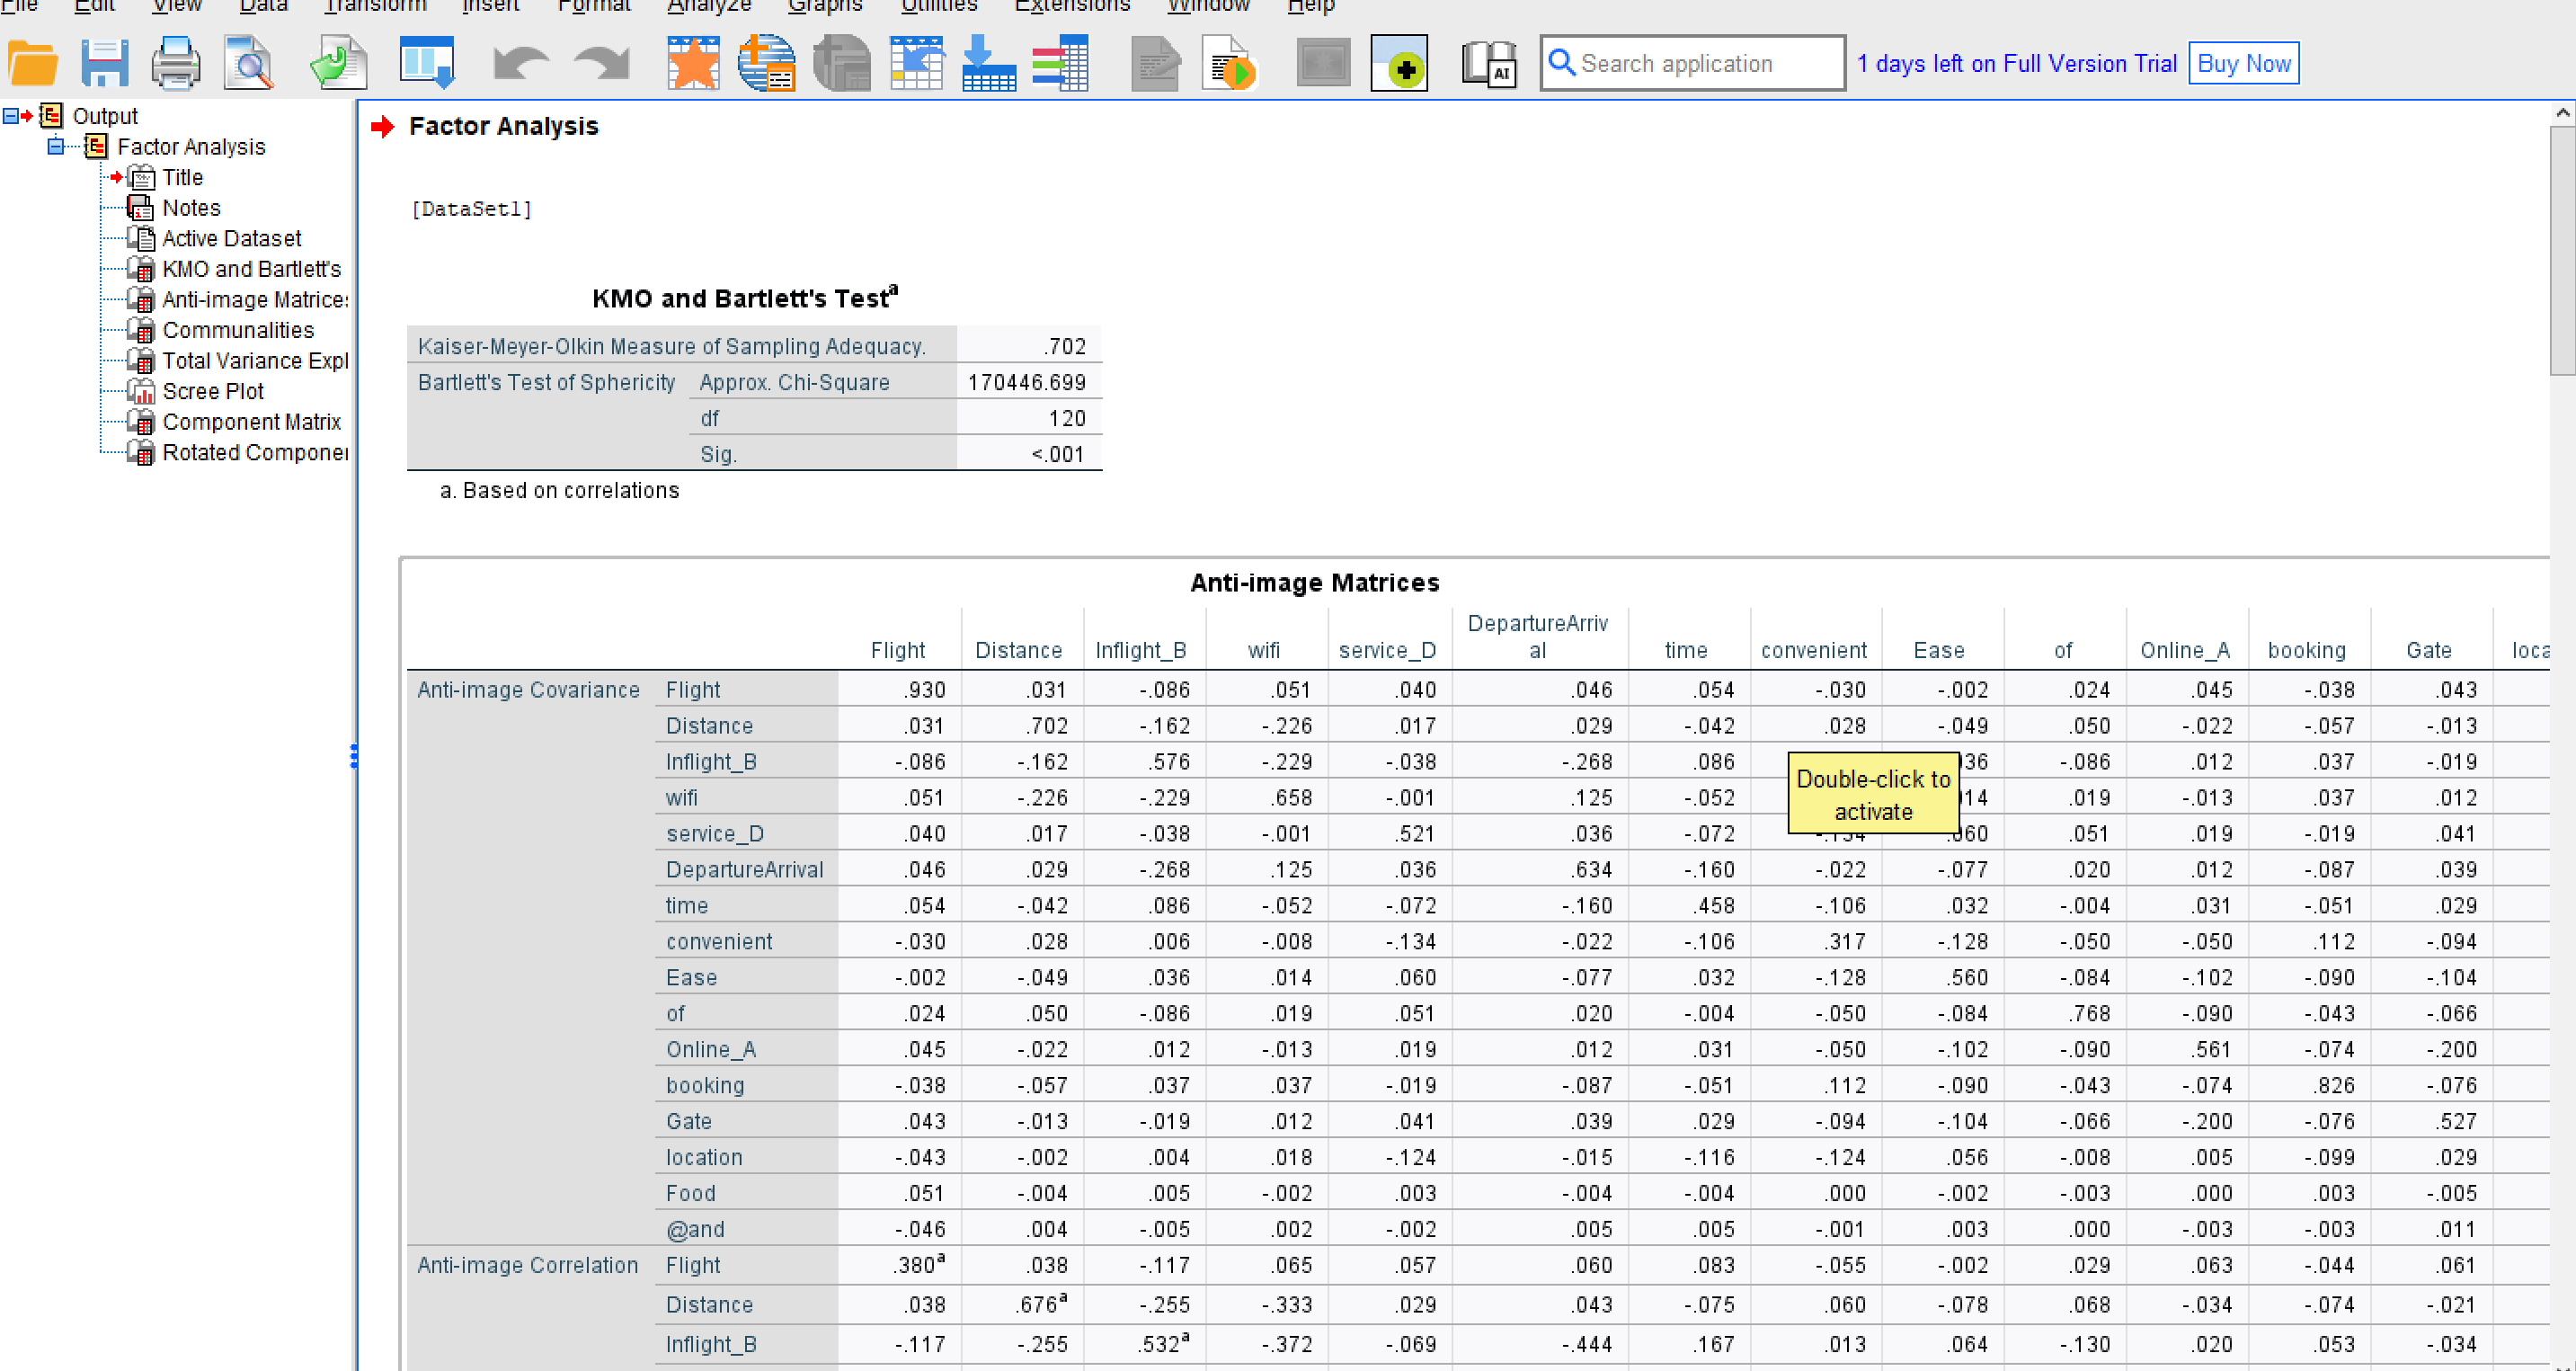 File Edit View Data Transform Insert Format Analyze Graphs Utilities Extensions Window Help
AI Search application 1 days left on Full Version Trial Buy Now
Output
Factor Analysis
Title
Notes
Active Dataset
KMO and Bartlett's
Anti-image Matrices
Communalities
Total Variance Expl
Scree Plot
Component Matrix
Rotated Componen
Factor Analysis
[DataSet1]
KMO and Bartlett's Testa
Kaiser-Meyer-Olkin Measure of Sampling Adequacy. .702
Bartlett's Test of Sphericity Approx. Chi-Square 170446.699
df 120
Sig. <.001
a. Based on correlations
Anti-image Matrices
Flight Distance Inflight_B wifi service_D DepartureArriv al time convenient Ease of Online_A booking Gate loca
Anti-image Covariance Flight .930 .031 -.086 .051 .040 .046 .054 -.030 -.002 .024 .045 -.038 .043
Distance .031 .702 -.162 -.226 .017 .029 -.042 .028 -.049 .050 -.022 -.057 -.013
Inflight_B -.086 -.162 .576 -.229 -.038 -.268 .086 36 -.086 .012 .037 -.019
wifi .051 -.226 -.229 .658 -.001 .125 -.052 14 .019 -.013 .037 .012
Double-click to
activate
service_D .040 .017 -.038 -.001 .521 .036 -.072 -.134 .060 .051 .019 -.019 .041
DepartureArrival .046 .029 -.268 .125 .036 .634 -.160 -.022 -.077 .020 .012 -.087 .039
time .054 -.042 .086 -.052 -.072 -.160 .458 -.106 .032 -.004 .031 -.051 .029
convenient -.030 .028 .006 -.008 -.134 -.022 -.106 .317 -.128 -.050 -.050 .112 -.094
Ease -.002 -.049 .036 .014 .060 -.077 .032 -.128 .560 -.084 -.102 -.090 -.104
of .024 .050 -.086 .019 .051 .020 -.004 -.050 -.084 .768 -.090 -.043 -.066
Online_A .045 -.022 .012 -.013 .019 .012 .031 -.050 -.102 -.090 .561 -.074 -.200
booking -.038 -.057 .037 .037 -.019 -.087 -.051 .112 -.090 -.043 -.074 .826 -.076
Gate .043 -.013 -.019 .012 .041 .039 .029 -.094 -.104 -.066 -.200 -.076 .527
location -.043 -.002 .004 .018 -.124 -.015 -.116 -.124 .056 -.008 .005 -.099 .029
Food .051 -.004 .005 -.002 .003 -.004 -.004 .000 -.002 -.003 .000 .003 -.005
@and -.046 .004 -.005 .002 -.002 .005 .005 -.001 .003 .000 -.003 -.003 .011
Anti-image Correlation Flight .380a .038 -.117 .065 .057 .060 .083 -.055 -.002 .029 .063 -.044 .061
Distance .038 .676a -.255 -.333 .029 .043 -.075 .060 -.078 .068 -.034 -.074 -.021
Inflight_B -.117 -.255 .532a -.372 -.069 -.444 .167 .013 .064 -.130 .020 .053 -.034